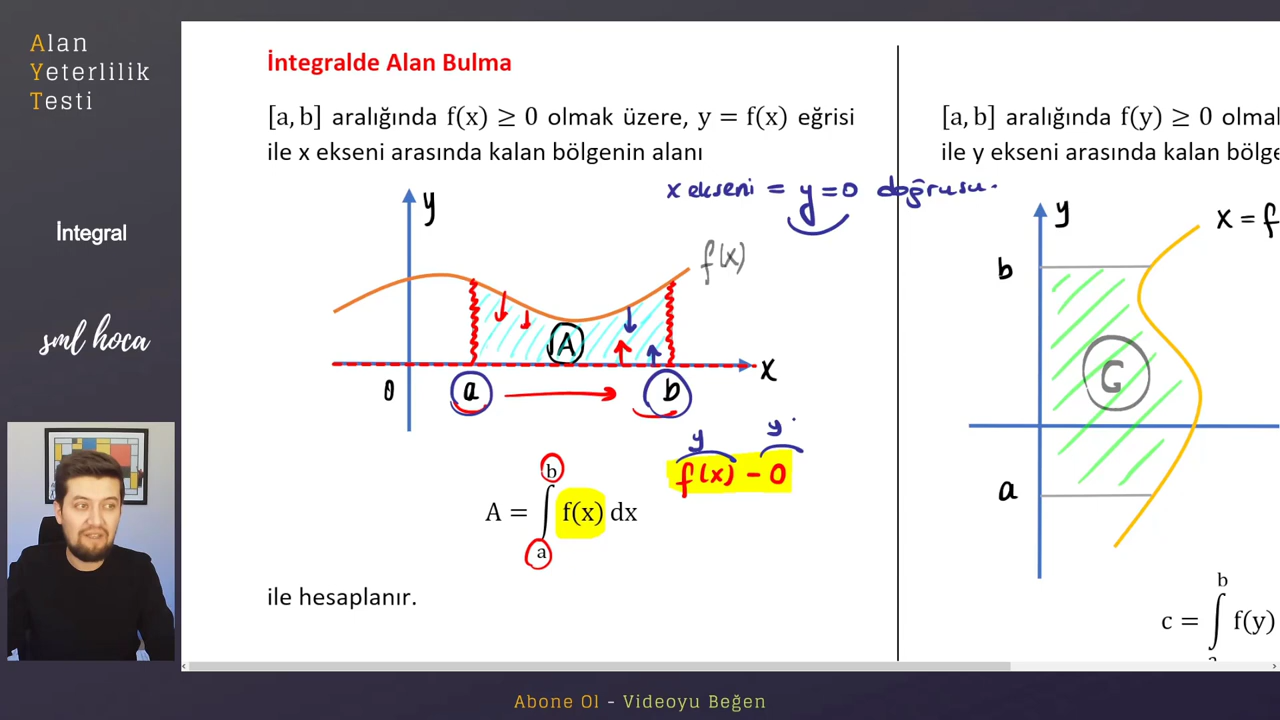 Alan
Yeterlilik
Testi
İntegral
sml hoca
İntegralde Alan Bulma
[a, b] aralığında f(x) ≥ 0 olmak üzere, y = f(x) eğrisi
ile x ekseni arasında kalan bölgenin alanı
x ekseni = y=0 doğrusu.
y
f(x)
A
x
0
a
b
y
y
f(x) - 0
b
A = ∫ f(x) dx
a
ile hesaplanır.
[a, b] aralığında f(y) ≥ 0 olma
ile y ekseni arasında kalan bölge
y
x = f
b
G
a
b
c = ∫ f(y)
a
Abone Ol - Videoyu Beğen